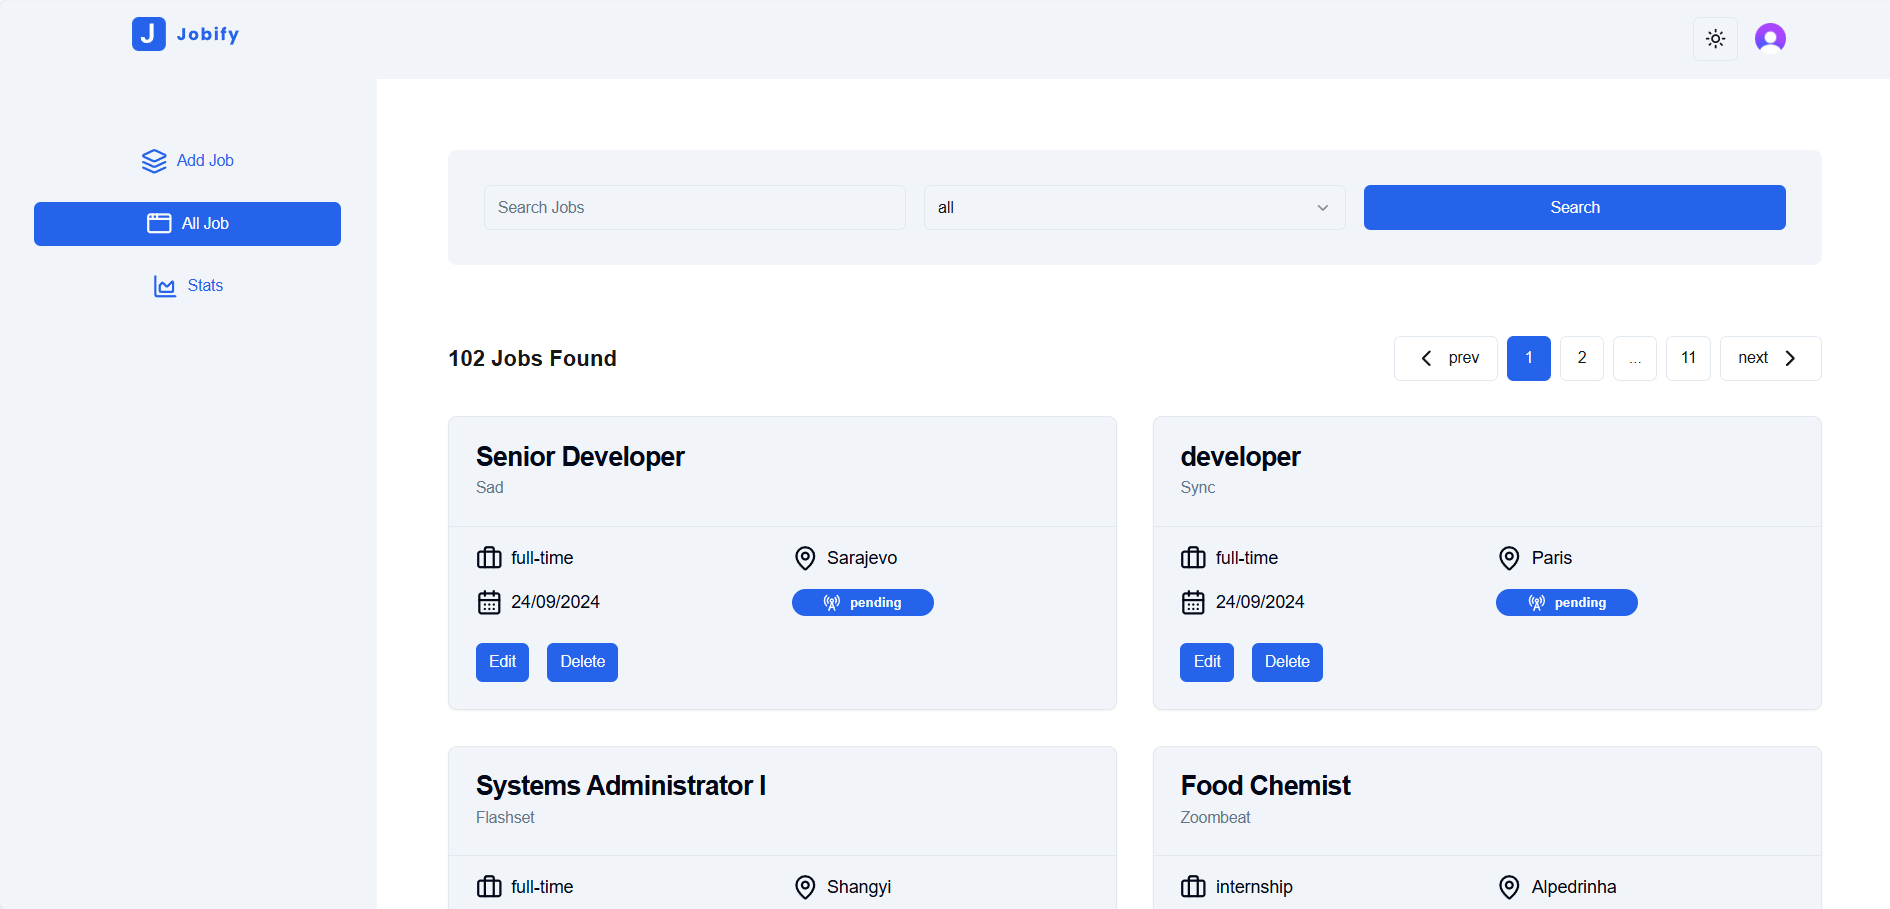 J Jobify
Add Job
All Job
Stats
Search Jobs
all
Search
102 Jobs Found
prev
1
2
...
11
next
Senior Developer
Sad
full-time
Sarajevo
24/09/2024
pending
Edit
Delete
developer
Sync
full-time
Paris
24/09/2024
pending
Edit
Delete
Systems Administrator I
Flashset
full-time
Shangyi
Food Chemist
Zoombeat
internship
Alpedrinha